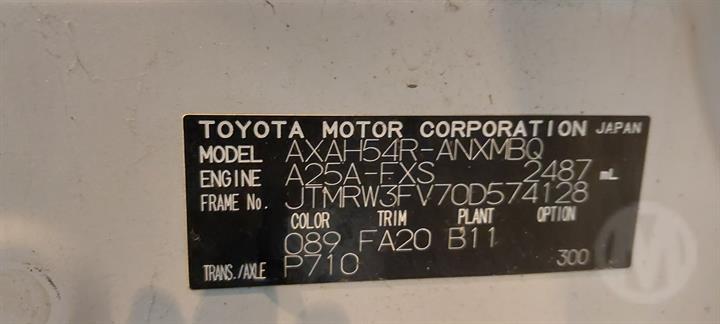 TOYOTA MOTOR CORPORATION JAPAN
MODEL AXAH54R-ANXMBQ
ENGINE A25A-FXS 2487 mL
FRAME No. JTMRW3FV70D574128
COLOR TRIM PLANT OPTION
089 FA20 B11
TRANS./AXLE P710 300
M